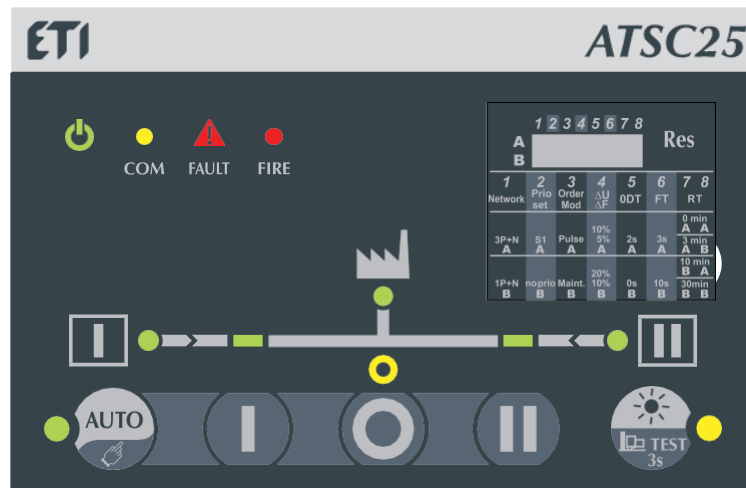 ETI ATSC25
1 2 3 4 5 6 7 8
A
B
Res
COM FAULT FIRE
1 2 3 4 5 6 7 8
Network Prio set Order Mod ΔU ΔF 0DT FT RT
3P+N A S1 A Pulse A 10% 5% A 2s A 3s A 0 min A A 3 min A B
1P+N B noprio B Maint. B 20% 10% B 0s B 10s B 10 min B A 30min B B
I II
AUTO I O II TEST
3s